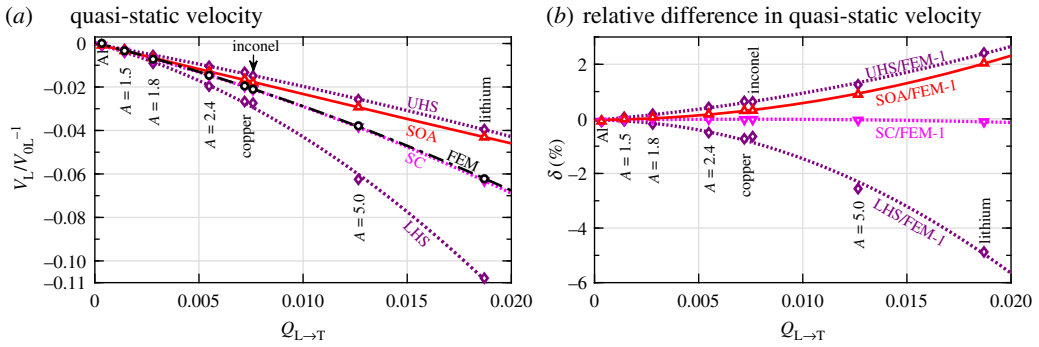 (a) quasi-static velocity
V_L/V_0L^-1
0
−0.02
−0.04
−0.06
−0.08
−0.10
−0.11
0
0.005
0.010
0.015
0.020
Q_L→T
Al
A = 1.5
A = 1.8
A = 2.4
copper
inconel
A = 5.0
lithium
UHS
SOA
SC
FEM
LHS
(b) relative difference in quasi-static velocity
δ (%)
6
4
2
0
−2
−4
−6
0
0.005
0.010
0.015
0.020
Q_L→T
Al
A = 1.5
A = 1.8
A = 2.4
copper
inconel
A = 5.0
lithium
UHS/FEM-1
SOA/FEM-1
SC/FEM-1
LHS/FEM-1